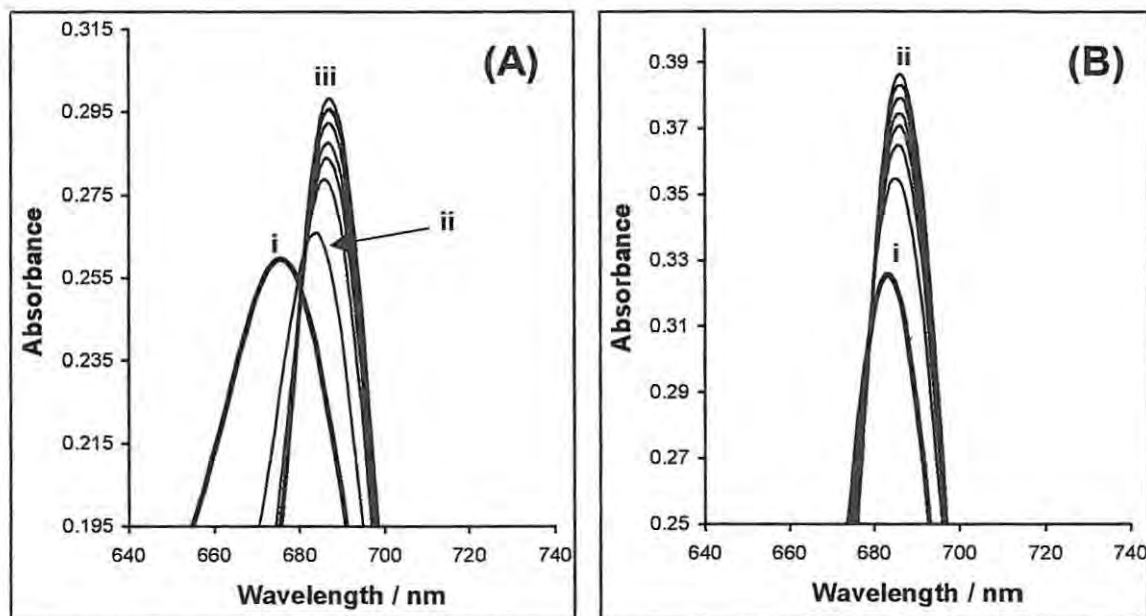 (A)
iii
i
ii
0.315
0.295
0.275
0.255
0.235
0.215
0.195
640 660 680 700 720 740
Absorbance
Wavelength / nm
(B)
ii
i
0.39
0.37
0.35
0.33
0.31
0.29
0.27
0.25
640 660 680 700 720 740
Absorbance
Wavelength / nm